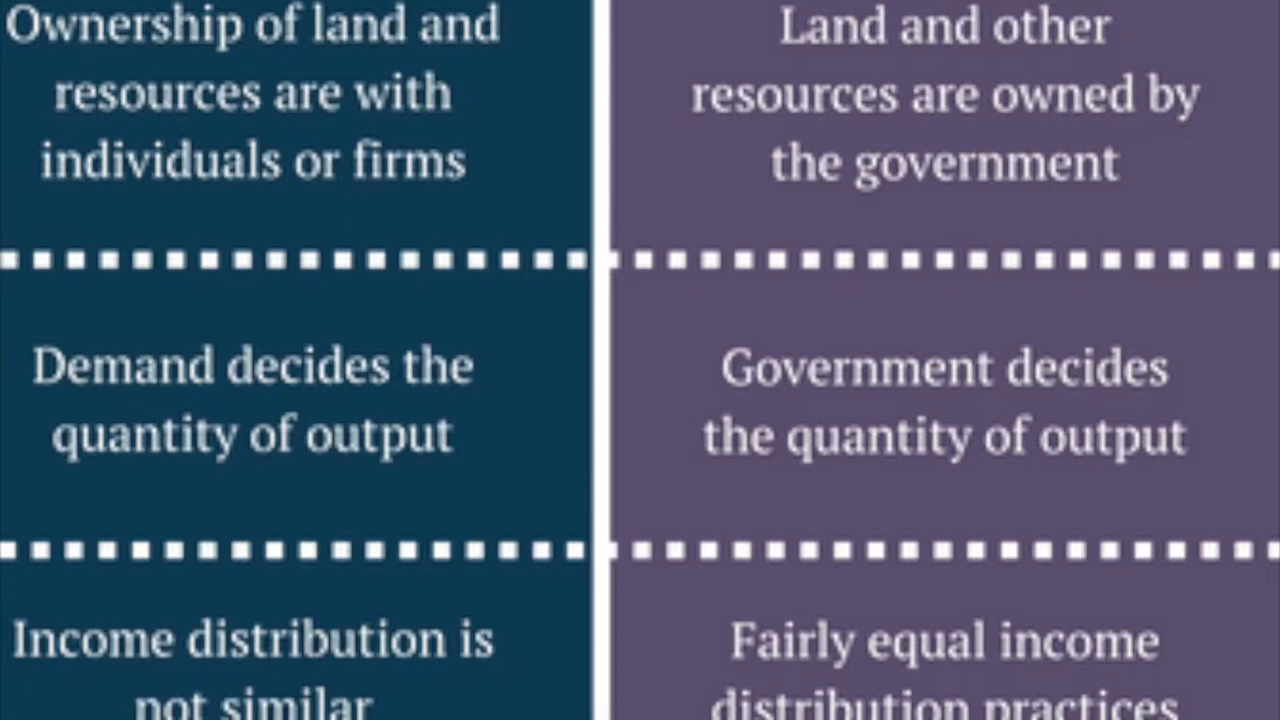 Ownership of land and
resources are with
individuals or firms
Land and other
resources are owned by
the government
Demand decides the
quantity of output
Government decides
the quantity of output
Income distribution is
not similar
Fairly equal income
distribution practices